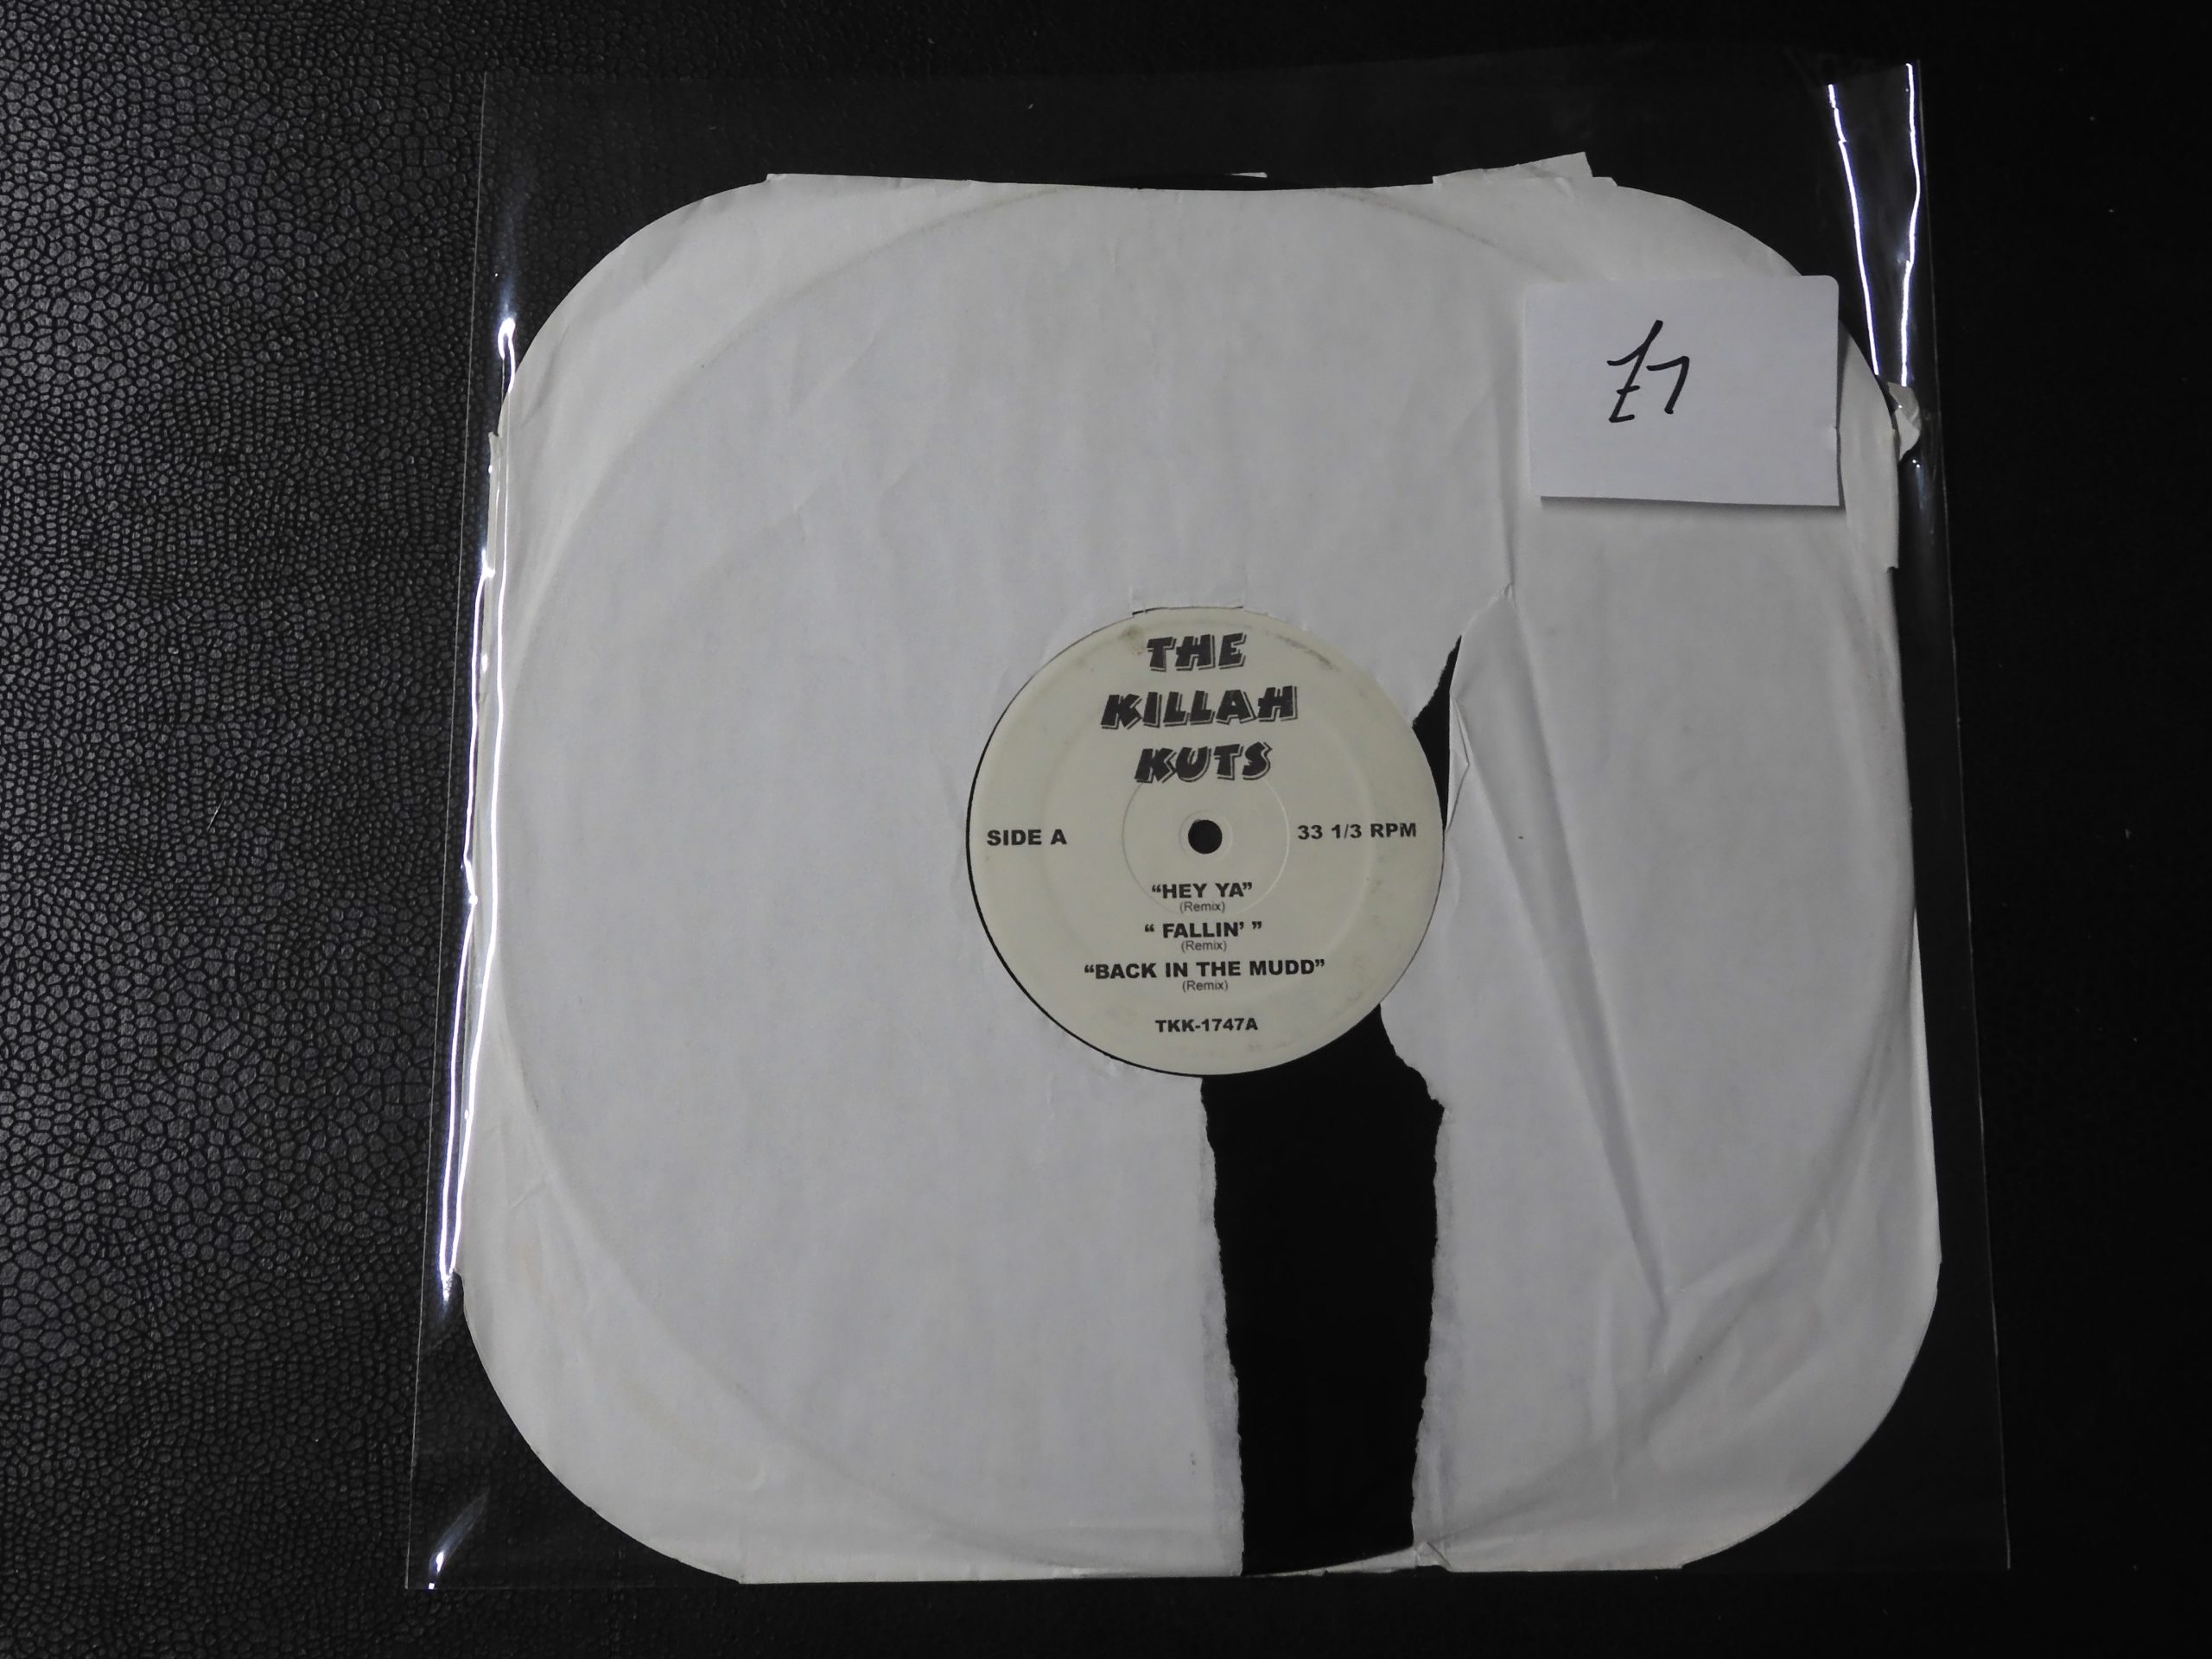 £1
THE
KILLAH
KUTS
SIDE A
33 1/3 RPM
“HEY YA”
(Remix)
“ FALLIN’ ”
(Remix)
“BACK IN THE MUDD”
(Remix)
TKK-1747A